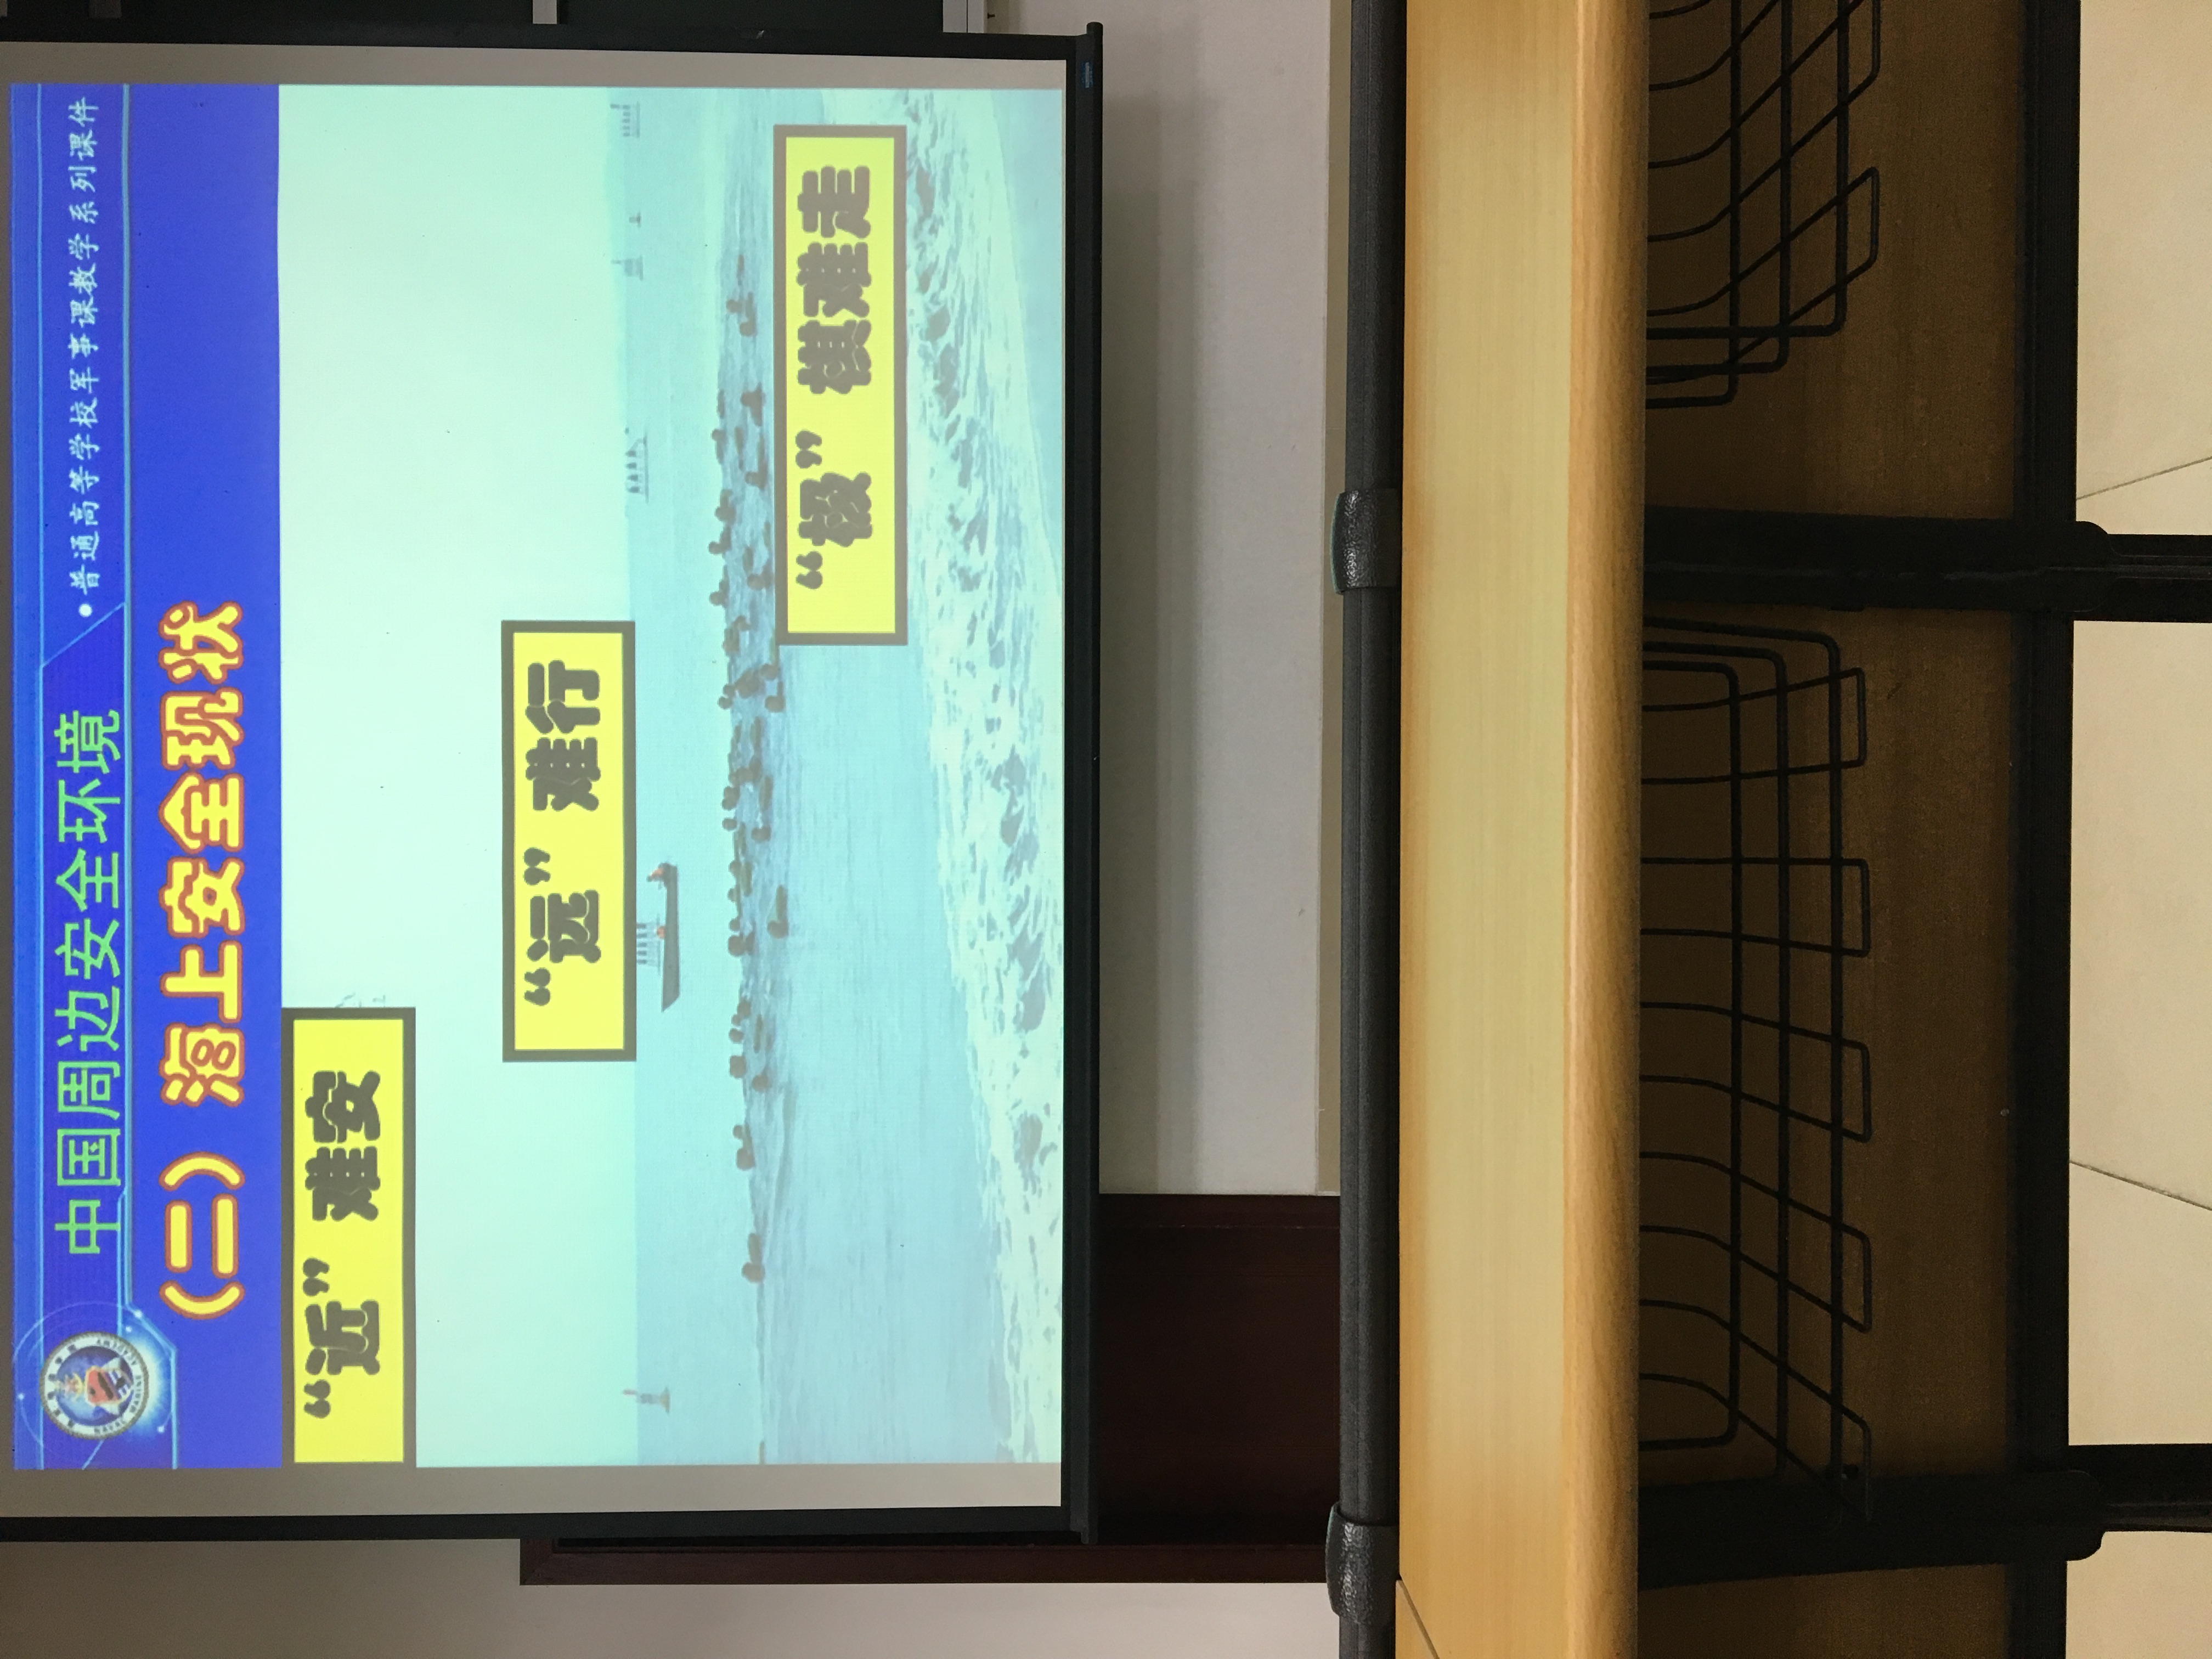 中国周边安全环境
•普通高等学校军事课教学系列课件
(二) 海上安全现状
“近”难安
“远”难行
“极”棋难走